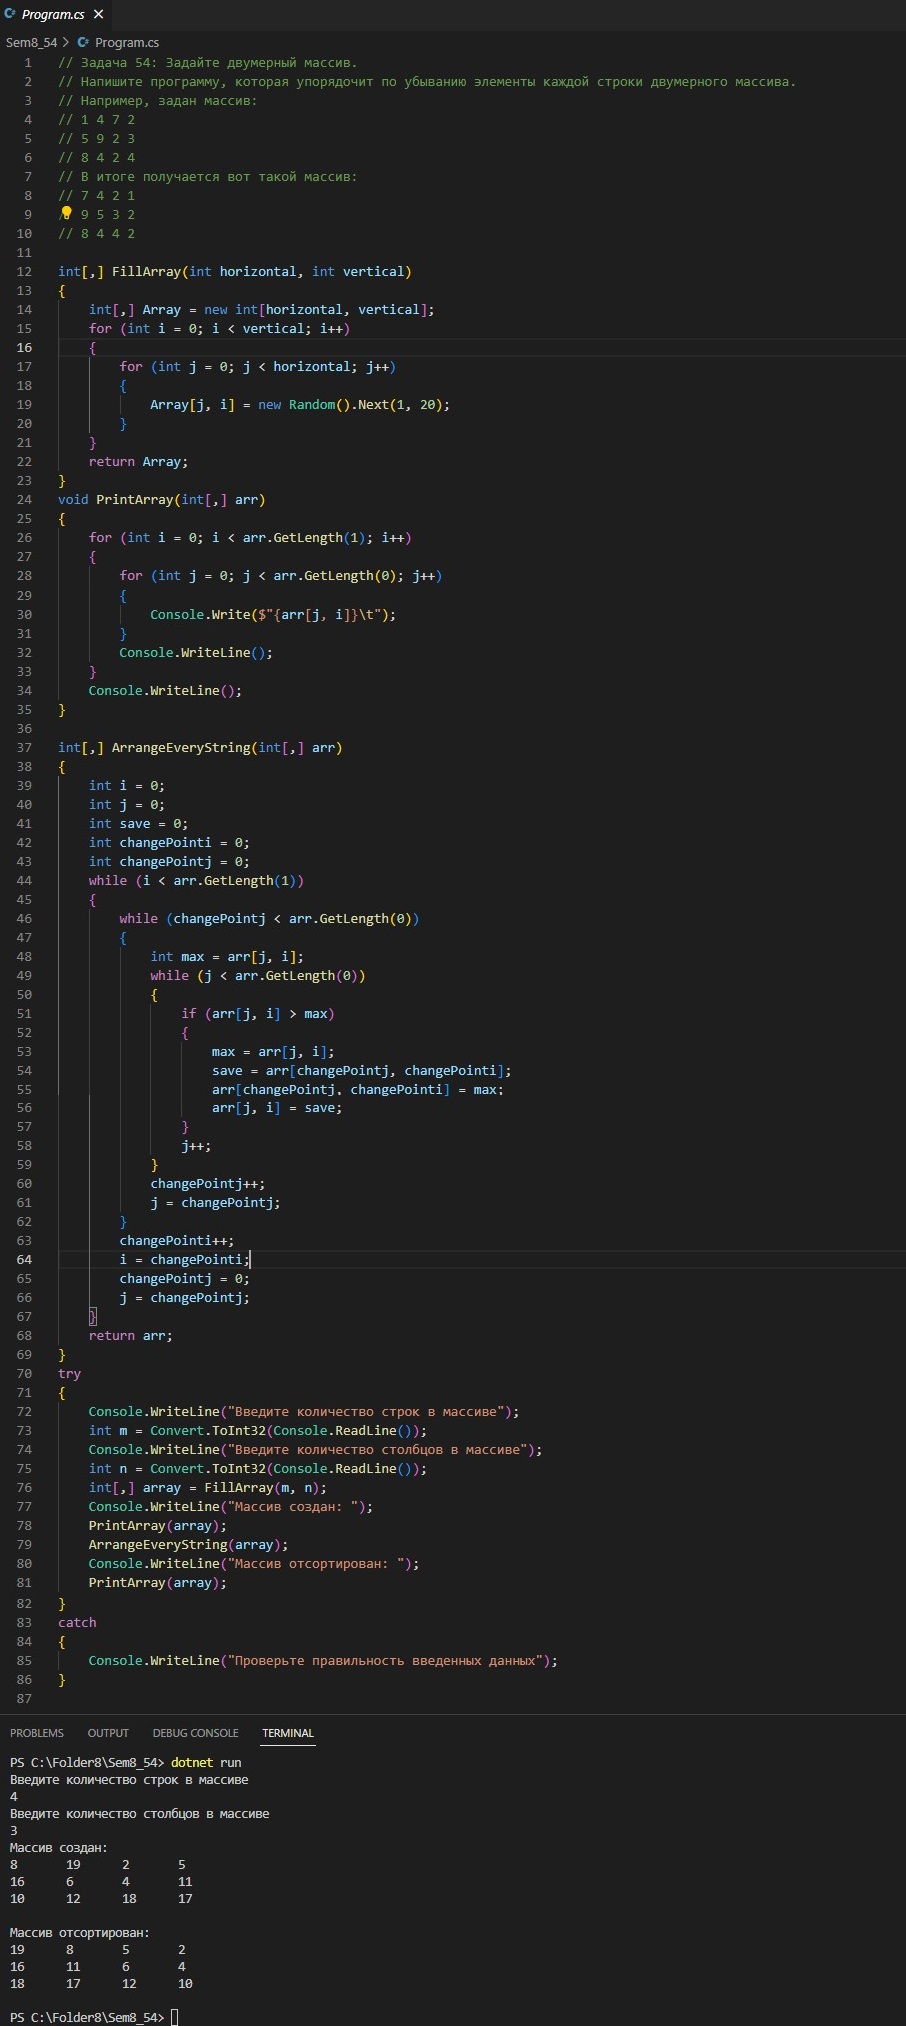 Program.cs ×
Sem8_54 > Program.cs
1 // Задача 54: Задайте двумерный массив.
2 // Напишите программу, которая упорядочит по убыванию элементы каждой строки двумерного массива.
3 // Например, задан массив:
4 // 1 4 7 2
5 // 5 9 2 3
6 // 8 4 2 4
7 // В итоге получается вот такой массив:
8 // 7 4 2 1
9 / 9 5 3 2
10 // 8 4 4 2
11
12 int[,] FillArray(int horizontal, int vertical)
13 {
14     int[,] Array = new int[horizontal, vertical];
15     for (int i = 0; i < vertical; i++)
16     {
17         for (int j = 0; j < horizontal; j++)
18         {
19             Array[j, i] = new Random().Next(1, 20);
20         }
21     }
22     return Array;
23 }
24 void PrintArray(int[,] arr)
25 {
26     for (int i = 0; i < arr.GetLength(1); i++)
27     {
28         for (int j = 0; j < arr.GetLength(0); j++)
29         {
30             Console.Write($"{arr[j, i]}\t");
31         }
32         Console.WriteLine();
33     }
34     Console.WriteLine();
35 }
36
37 int[,] ArrangeEveryString(int[,] arr)
38 {
39     int i = 0;
40     int j = 0;
41     int save = 0;
42     int changePointi = 0;
43     int changePointj = 0;
44     while (i < arr.GetLength(1))
45     {
46         while (changePointj < arr.GetLength(0))
47         {
48             int max = arr[j, i];
49             while (j < arr.GetLength(0))
50             {
51                 if (arr[j, i] > max)
52                 {
53                     max = arr[j, i];
54                     save = arr[changePointj, changePointi];
55                     arr[changePointj, changePointi] = max;
56                     arr[j, i] = save;
57                 }
58                 j++;
59             }
60             changePointj++;
61             j = changePointj;
62         }
63         changePointi++;
64         i = changePointi;
65         changePointj = 0;
66         j = changePointj;
67     }
68     return arr;
69 }
70 try
71 {
72     Console.WriteLine("Введите количество строк в массиве");
73     int m = Convert.ToInt32(Console.ReadLine());
74     Console.WriteLine("Введите количество столбцов в массиве");
75     int n = Convert.ToInt32(Console.ReadLine());
76     int[,] array = FillArray(m, n);
77     Console.WriteLine("Массив создан: ");
78     PrintArray(array);
79     ArrangeEveryString(array);
80     Console.WriteLine("Массив отсортирован: ");
81     PrintArray(array);
82 }
83 catch
84 {
85     Console.WriteLine("Проверьте правильность введенных данных");
86 }
87
PROBLEMS OUTPUT DEBUG CONSOLE TERMINAL
PS C:\Folder8\Sem8_54> dotnet run
Введите количество строк в массиве
4
Введите количество столбцов в массиве
3
Массив создан:
8 19 2 5
16 6 4 11
10 12 18 17
Массив отсортирован:
19 8 5 2
16 11 6 4
18 17 12 10
PS C:\Folder8\Sem8_54>